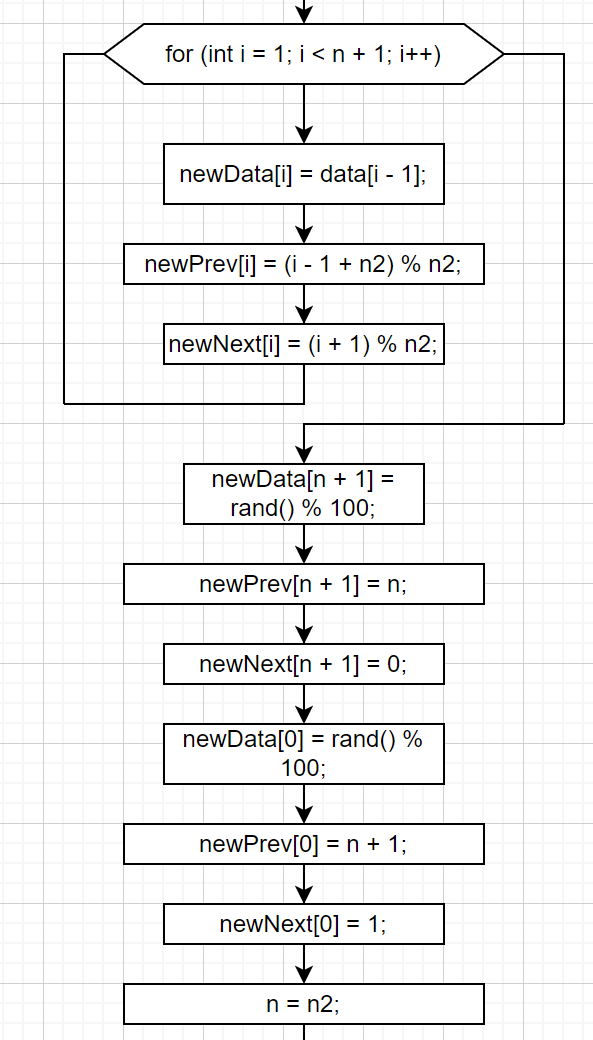 for (int i = 1; i < n + 1; i++)
newData[i] = data[i - 1];
newPrev[i] = (i - 1 + n2) % n2;
newNext[i] = (i + 1) % n2;
newData[n + 1] =
rand() % 100;
newPrev[n + 1] = n;
newNext[n + 1] = 0;
newData[0] = rand() %
100;
newPrev[0] = n + 1;
newNext[0] = 1;
n = n2;